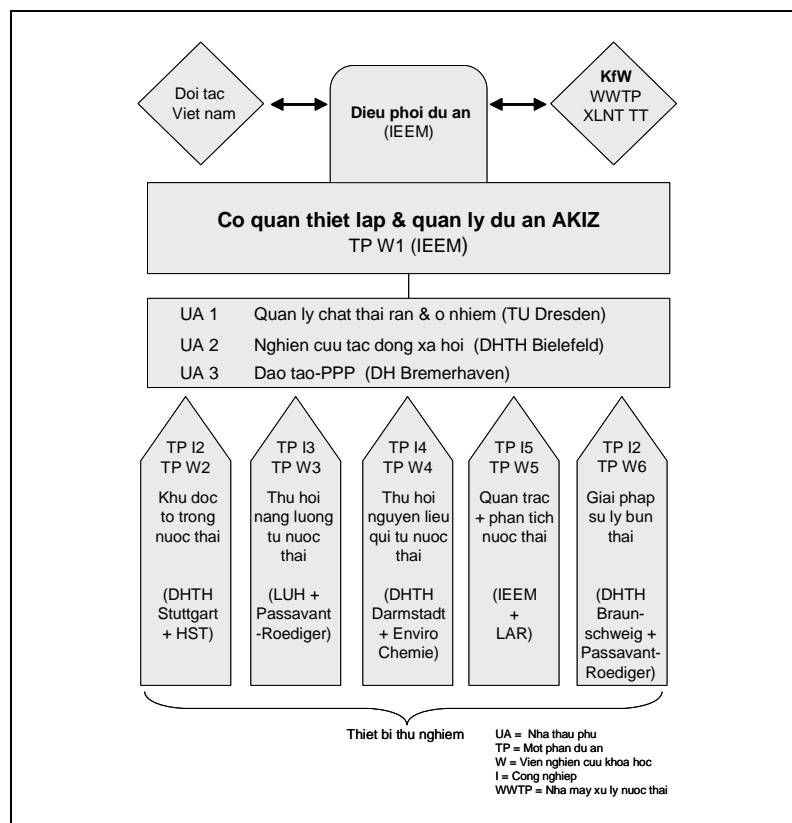 Doi tac
Viet nam
Dieu phoi du an
(IEEM)
KfW
WWTP
XLNT TT
Co quan thiet lap & quan ly du an AKIZ
TP W1 (IEEM)
UA 1 Quan ly chat thai ran & o nhiem (TU Dresden)
UA 2 Nghien cuu tac dong xa hoi (DHTH Bielefeld)
UA 3 Dao tao-PPP (DH Bremerhaven)
TP I2
TP W2
Khu doc
to trong
nuoc thai
(DHTH
Stuttgart
+ HST)
TP I3
TP W3
Thu hoi
nang luong
tu nuoc
thai
(LUH +
Passavant
-Roediger)
TP I4
TP W4
Thu hoi
nguyen lieu
qui tu nuoc
thai
(DHTH
Darmstadt
+ Enviro
Chemie)
TP I5
TP W5
Quan trac
+ phan tich
nuoc thai
(IEEM
+
LAR)
TP I2
TP W6
Giai phap
su ly bun
thai
(DHTH
Braun-
schweig +
Passavant-
Roediger)
Thiet bi thu nghiem
UA = Nha thau phu
TP = Mot phan du an
W = Vien nghien cuu khoa hoc
I = Cong nghiep
WWTP = Nha may xu ly nuoc thai